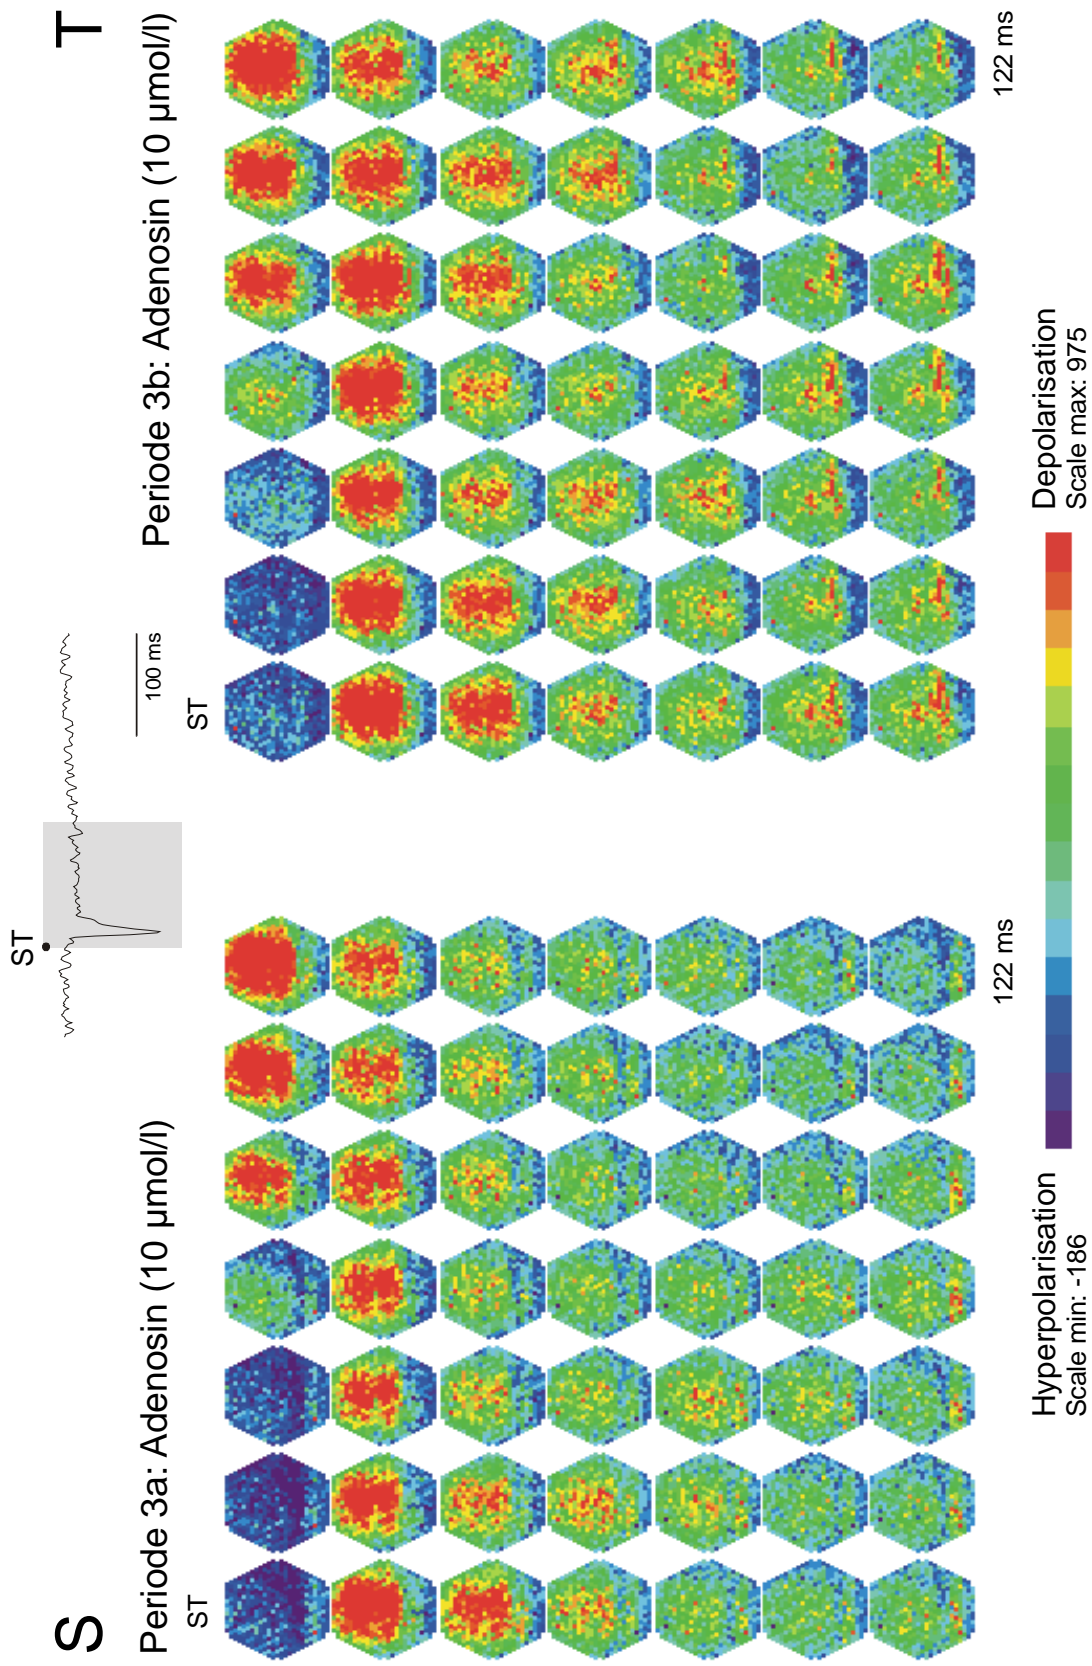 S
T
ST
100 ms
Periode 3a: Adenosin (10 µmol/l)
Periode 3b: Adenosin (10 µmol/l)
ST
ST
122 ms
122 ms
Hyperpolarisation
Scale min: -186
Depolarisation
Scale max: 975